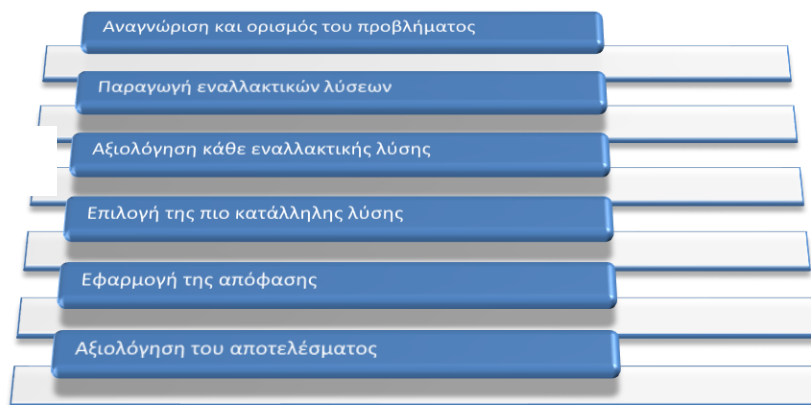 Αναγνώριση και ορισμός του προβλήματος
Παραγωγή εναλλακτικών λύσεων
Αξιολόγηση κάθε εναλλακτικής λύσης
Επιλογή της πιο κατάλληλης λύσης
Εφαρμογή της απόφασης
Αξιολόγηση του αποτελέσματος